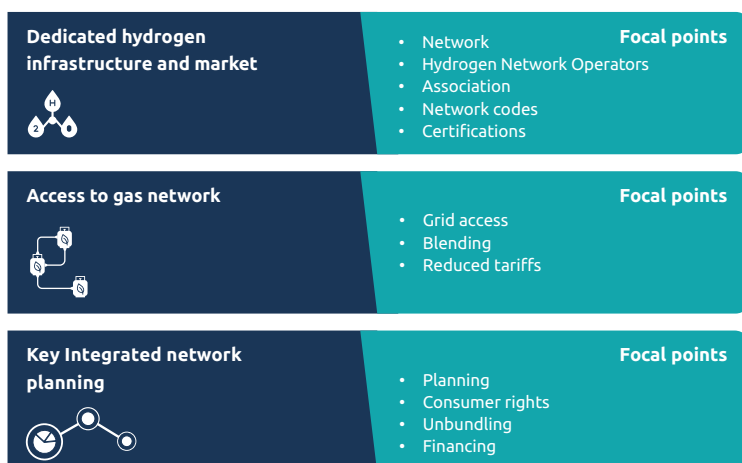 Dedicated hydrogen
infrastructure and market
H
2 0
Focal points
• Network
• Hydrogen Network Operators
• Association
• Network codes
• Certifications
Access to gas network
Focal points
• Grid access
• Blending
• Reduced tariffs
Key Integrated network
planning
Focal points
• Planning
• Consumer rights
• Unbundling
• Financing